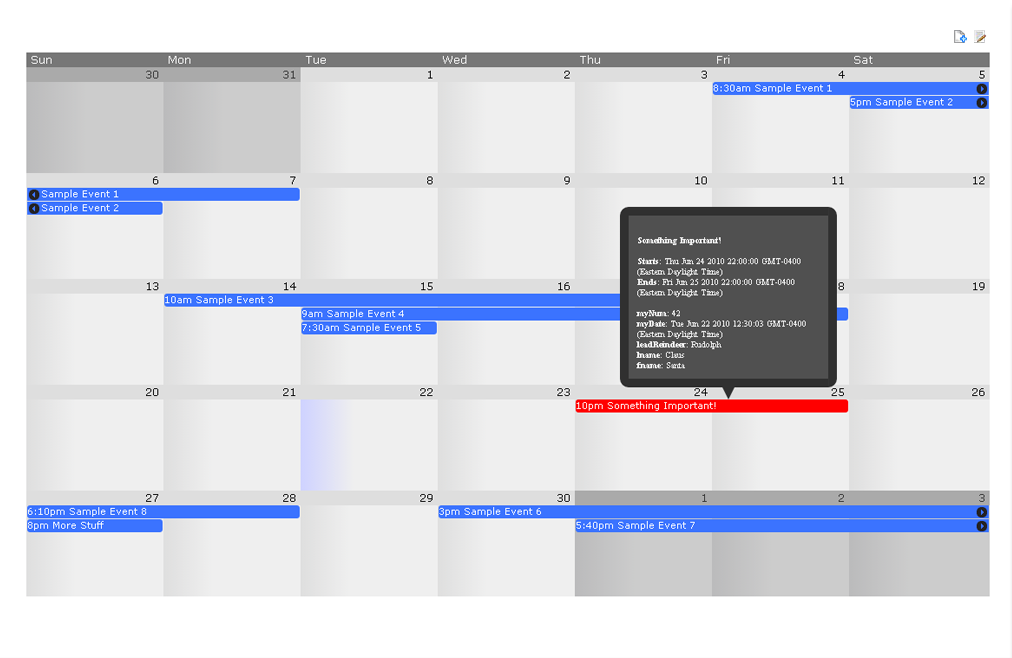 Sun Mon Tue Wed Thu Fri Sat
30 31 1 2 3 4 5
8:30am Sample Event 1
5pm Sample Event 2
6 7 8 9 10 11 12
Sample Event 1
Sample Event 2
Something Important!
Starts: Thu Jun 24 2010 22:00:00 GMT-0400
(Eastern Daylight Time)
Ends: Fri Jun 25 2010 22:00:00 GMT-0400
(Eastern Daylight Time)
myNum: 42
myDate: Tue Jun 22 2010 12:30:03 GMT-0400
(Eastern Daylight Time)
leadReindeer: Rudolph
lname: Claus
fname: Santa
13 14 15 16 8 19
10am Sample Event 3
9am Sample Event 4
7:30am Sample Event 5
20 21 22 23 24 25 26
10pm Something Important!
27 28 29 30 1 2 3
6:10pm Sample Event 8 3pm Sample Event 6
8pm More Stuff 5:40pm Sample Event 7